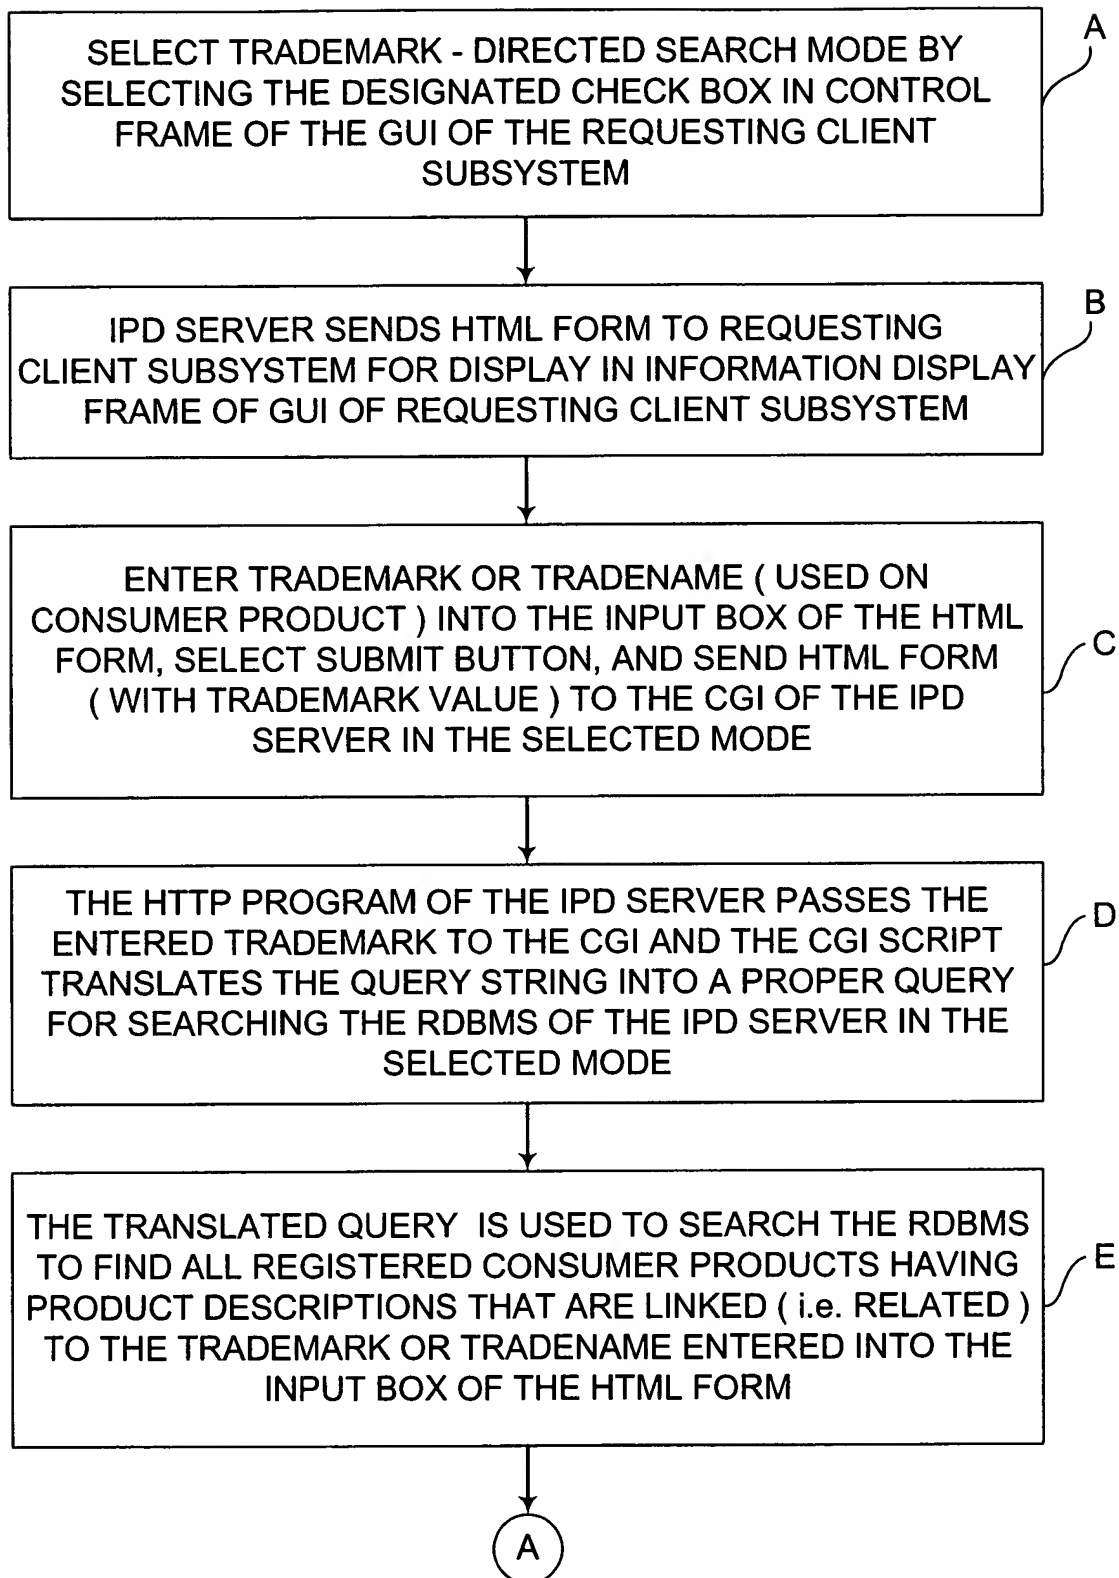 SELECT TRADEMARK - DIRECTED SEARCH MODE BY
SELECTING THE DESIGNATED CHECK BOX IN CONTROL
FRAME OF THE GUI OF THE REQUESTING CLIENT
SUBSYSTEM
A
IPD SERVER SENDS HTML FORM TO REQUESTING
CLIENT SUBSYSTEM FOR DISPLAY IN INFORMATION DISPLAY
FRAME OF GUI OF REQUESTING CLIENT SUBSYSTEM
B
ENTER TRADEMARK OR TRADENAME ( USED ON
CONSUMER PRODUCT ) INTO THE INPUT BOX OF THE HTML
FORM, SELECT SUBMIT BUTTON, AND SEND HTML FORM
( WITH TRADEMARK VALUE ) TO THE CGI OF THE IPD
SERVER IN THE SELECTED MODE
C
THE HTTP PROGRAM OF THE IPD SERVER PASSES THE
ENTERED TRADEMARK TO THE CGI AND THE CGI SCRIPT
TRANSLATES THE QUERY STRING INTO A PROPER QUERY
FOR SEARCHING THE RDBMS OF THE IPD SERVER IN THE
SELECTED MODE
D
THE TRANSLATED QUERY IS USED TO SEARCH THE RDBMS
TO FIND ALL REGISTERED CONSUMER PRODUCTS HAVING
PRODUCT DESCRIPTIONS THAT ARE LINKED ( i.e. RELATED )
TO THE TRADEMARK OR TRADENAME ENTERED INTO THE
INPUT BOX OF THE HTML FORM
E
A